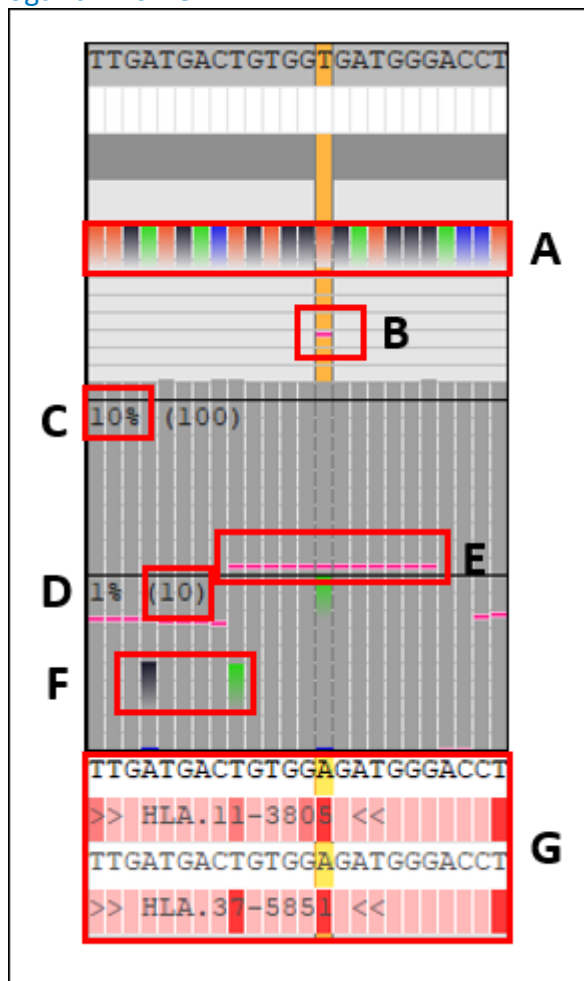 TTGATGACTGTGGTGATGGGACCT
A
B
C
10% (100)
E
D
1% (10)
F
TTGATGACTGTGGAGATGGGACCT
>> HLA.11-3805 <<
G
TTGATGACTGTGGAGATGGGACCT
>> HLA.37-5851 <<